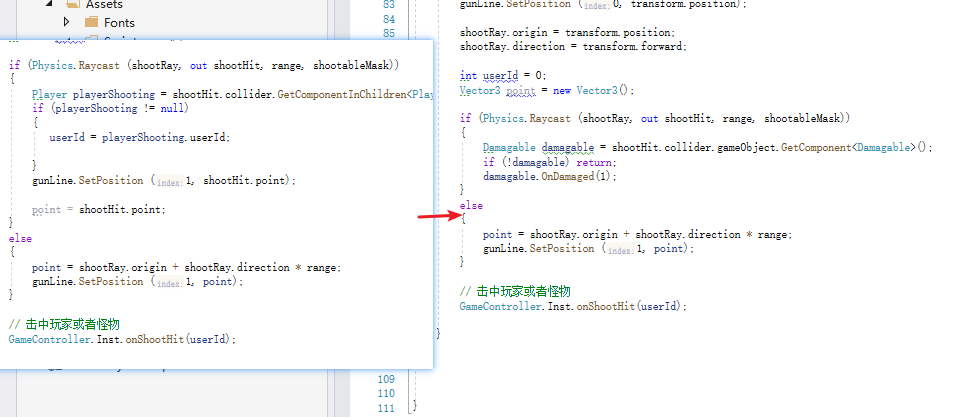 Assets
Fonts
if (Physics.Raycast (shootRay, out shootHit, range, shootableMask))
{
Player playerShooting = shootHit.collider.GetComponentInChildren<Play
if (playerShooting != null)
{
userId = playerShooting.userId;
}
gunLine.SetPosition (index:1, shootHit.point);
point = shootHit.point;
}
else
{
point = shootRay.origin + shootRay.direction * range;
gunLine.SetPosition (index:1, point);
}
// 击中玩家或者怪物
GameController.Inst.onShootHit(userId);
83
84
85
gunLine.SetPosition (index:0, transform.position);
shootRay.origin = transform.position;
shootRay.direction = transform.forward;
int userId = 0;
Vector3 point = new Vector3();
if (Physics.Raycast (shootRay, out shootHit, range, shootableMask))
{
Damagable damagable = shootHit.collider.gameObject.GetComponent<Damagable>();
if (!damagable) return;
damagable.OnDamaged(1);
}
else
{
point = shootRay.origin + shootRay.direction * range;
gunLine.SetPosition (index:1, point);
}
// 击中玩家或者怪物
GameController.Inst.onShootHit(userId);
}
109
110
111
}